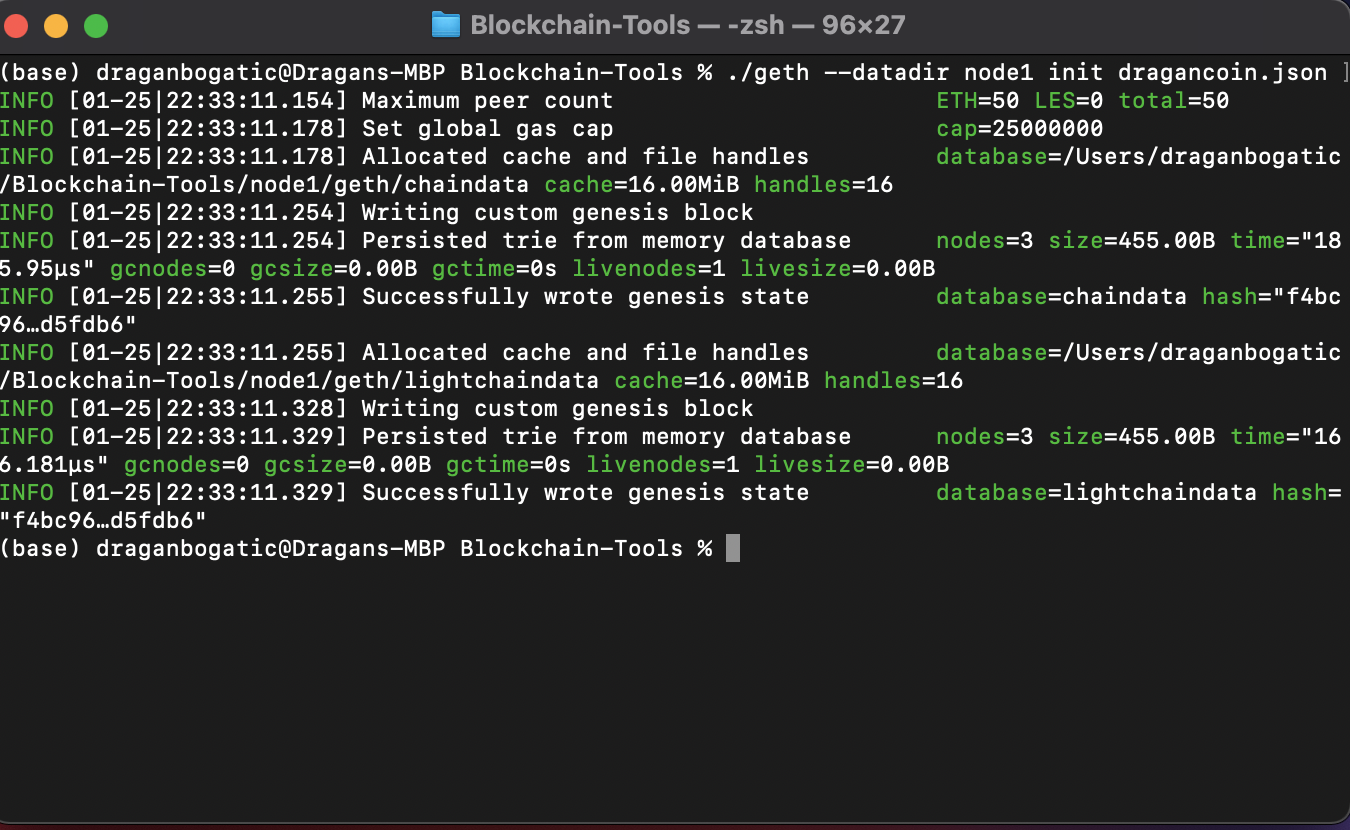 Blockchain-Tools — -zsh — 96×27
(base) draganbogatic@Dragans-MBP Blockchain-Tools % ./geth --datadir node1 init dragancoin.json ]
INFO [01-25|22:33:11.154] Maximum peer count                       ETH=50 LES=0 total=50
INFO [01-25|22:33:11.178] Set global gas cap                       cap=25000000
INFO [01-25|22:33:11.178] Allocated cache and file handles         database=/Users/draganbogatic
/Blockchain-Tools/node1/geth/chaindata cache=16.00MiB handles=16
INFO [01-25|22:33:11.254] Writing custom genesis block
INFO [01-25|22:33:11.254] Persisted trie from memory database      nodes=3 size=455.00B time="18
5.95µs" gcnodes=0 gcsize=0.00B gctime=0s livenodes=1 livesize=0.00B
INFO [01-25|22:33:11.255] Successfully wrote genesis state         database=chaindata hash="f4bc
96…d5fdb6"
INFO [01-25|22:33:11.255] Allocated cache and file handles         database=/Users/draganbogatic
/Blockchain-Tools/node1/geth/lightchaindata cache=16.00MiB handles=16
INFO [01-25|22:33:11.328] Writing custom genesis block
INFO [01-25|22:33:11.329] Persisted trie from memory database      nodes=3 size=455.00B time="16
6.181µs" gcnodes=0 gcsize=0.00B gctime=0s livenodes=1 livesize=0.00B
INFO [01-25|22:33:11.329] Successfully wrote genesis state         database=lightchaindata hash=
"f4bc96…d5fdb6"
(base) draganbogatic@Dragans-MBP Blockchain-Tools %